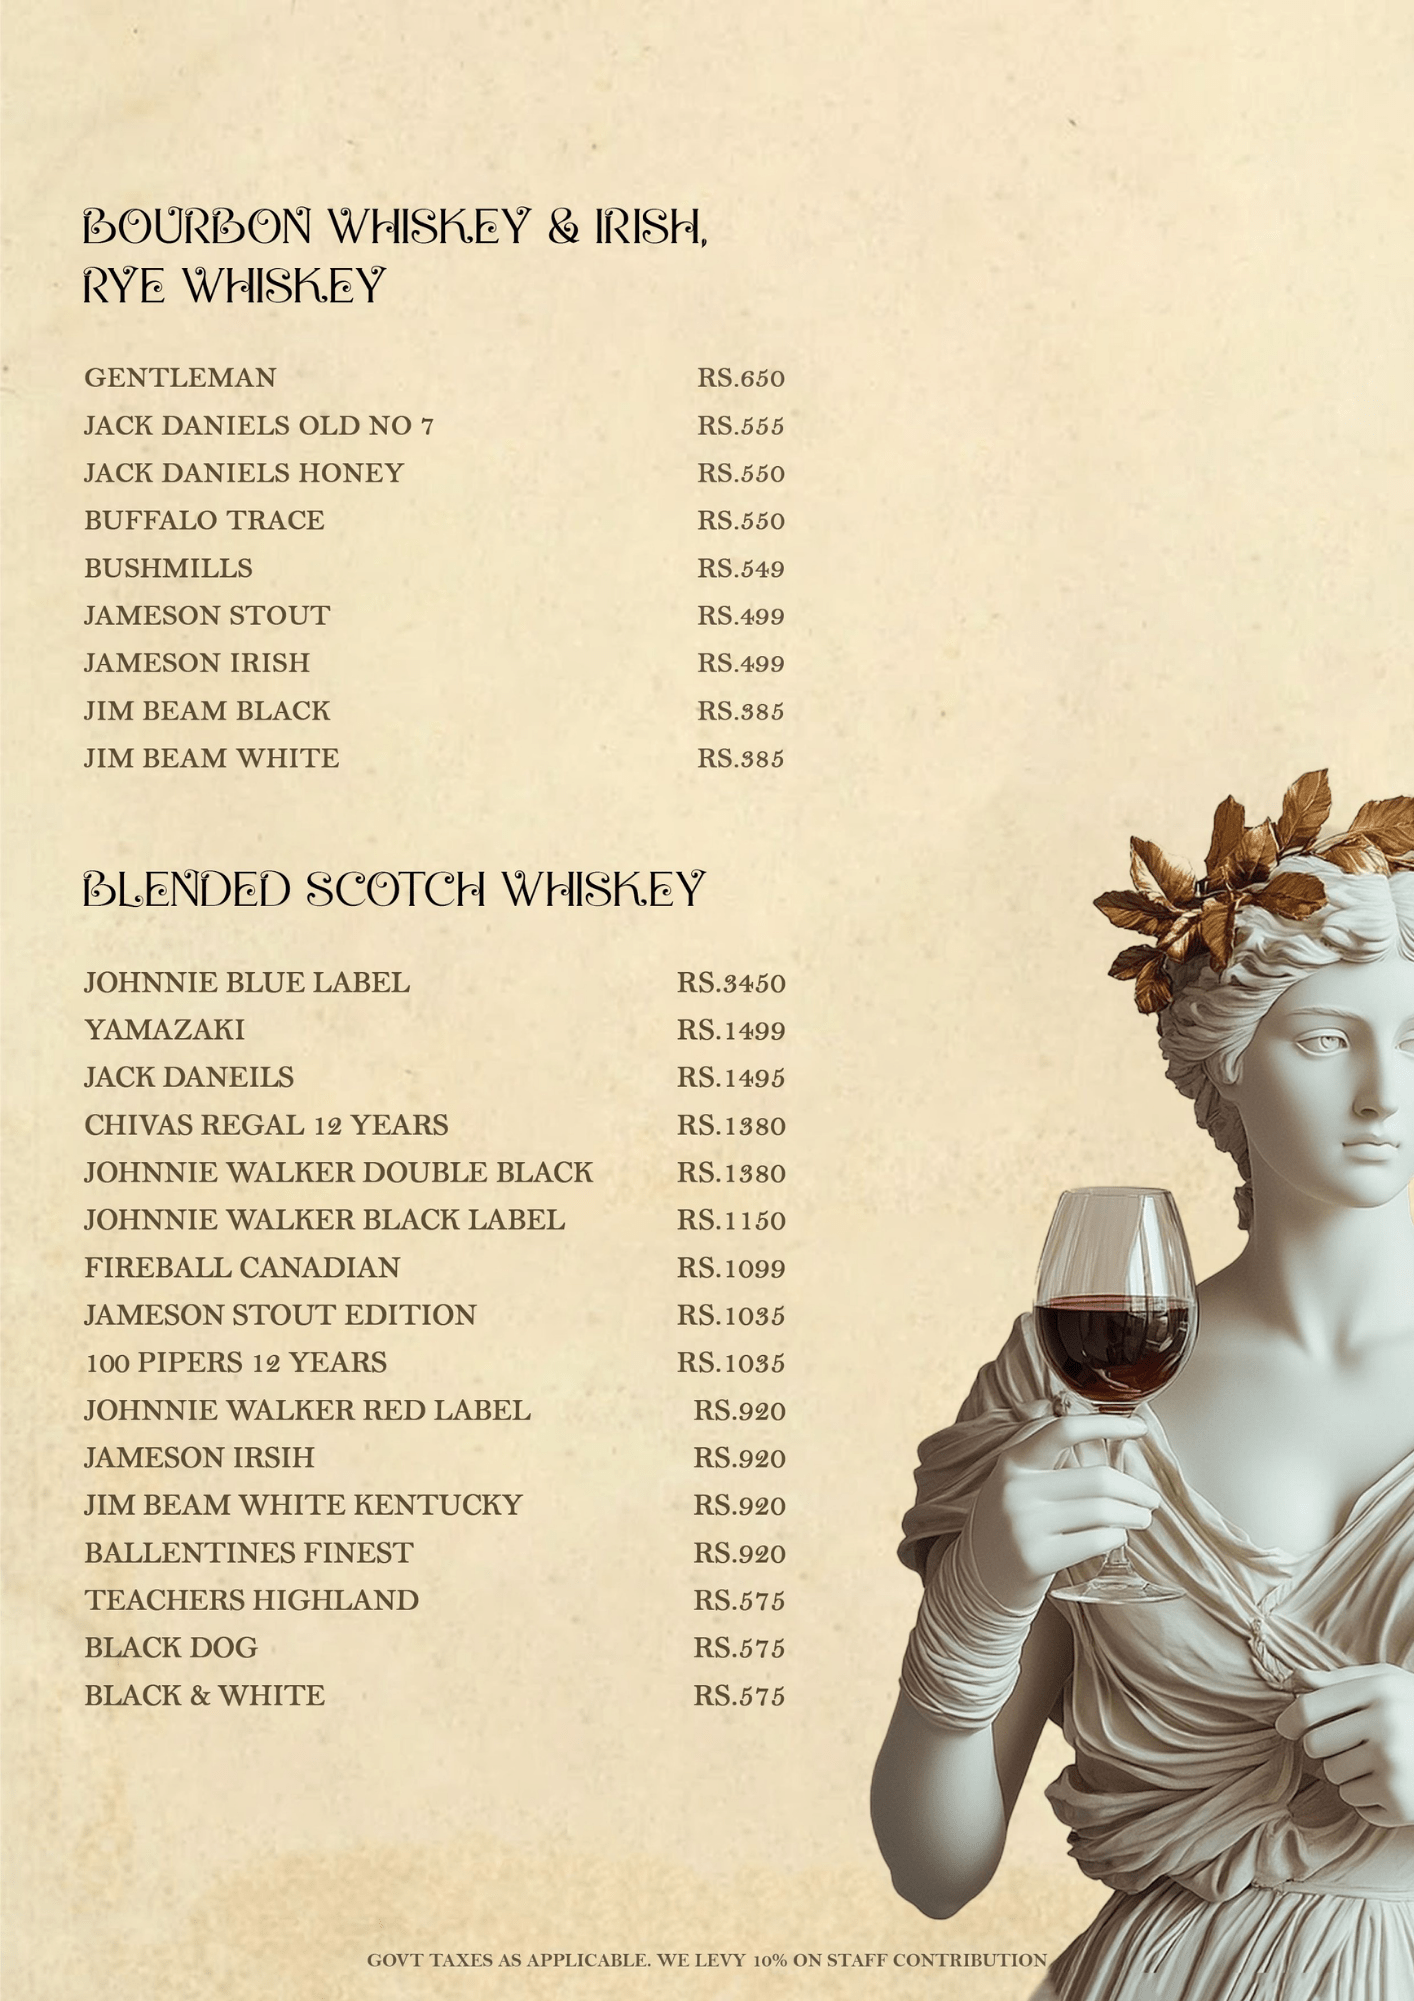 BOURBON WHISKEY & IRISH,
RYE WHISKEY
GENTLEMAN RS.650
JACK DANIELS OLD NO 7 RS.555
JACK DANIELS HONEY RS.550
BUFFALO TRACE RS.550
BUSHMILLS RS.549
JAMESON STOUT RS.499
JAMESON IRISH RS.499
JIM BEAM BLACK RS.385
JIM BEAM WHITE RS.385
BLENDED SCOTCH WHISKEY
JOHNNIE BLUE LABEL RS.3450
YAMAZAKI RS.1499
JACK DANEILS RS.1495
CHIVAS REGAL 12 YEARS RS.1380
JOHNNIE WALKER DOUBLE BLACK RS.1380
JOHNNIE WALKER BLACK LABEL RS.1150
FIREBALL CANADIAN RS.1099
JAMESON STOUT EDITION RS.1035
100 PIPERS 12 YEARS RS.1035
JOHNNIE WALKER RED LABEL RS.920
JAMESON IRSIH RS.920
JIM BEAM WHITE KENTUCKY RS.920
BALLENTINES FINEST RS.920
TEACHERS HIGHLAND RS.575
BLACK DOG RS.575
BLACK & WHITE RS.575
GOVT TAXES AS APPLICABLE. WE LEVY 10% ON STAFF CONTRIBUTION